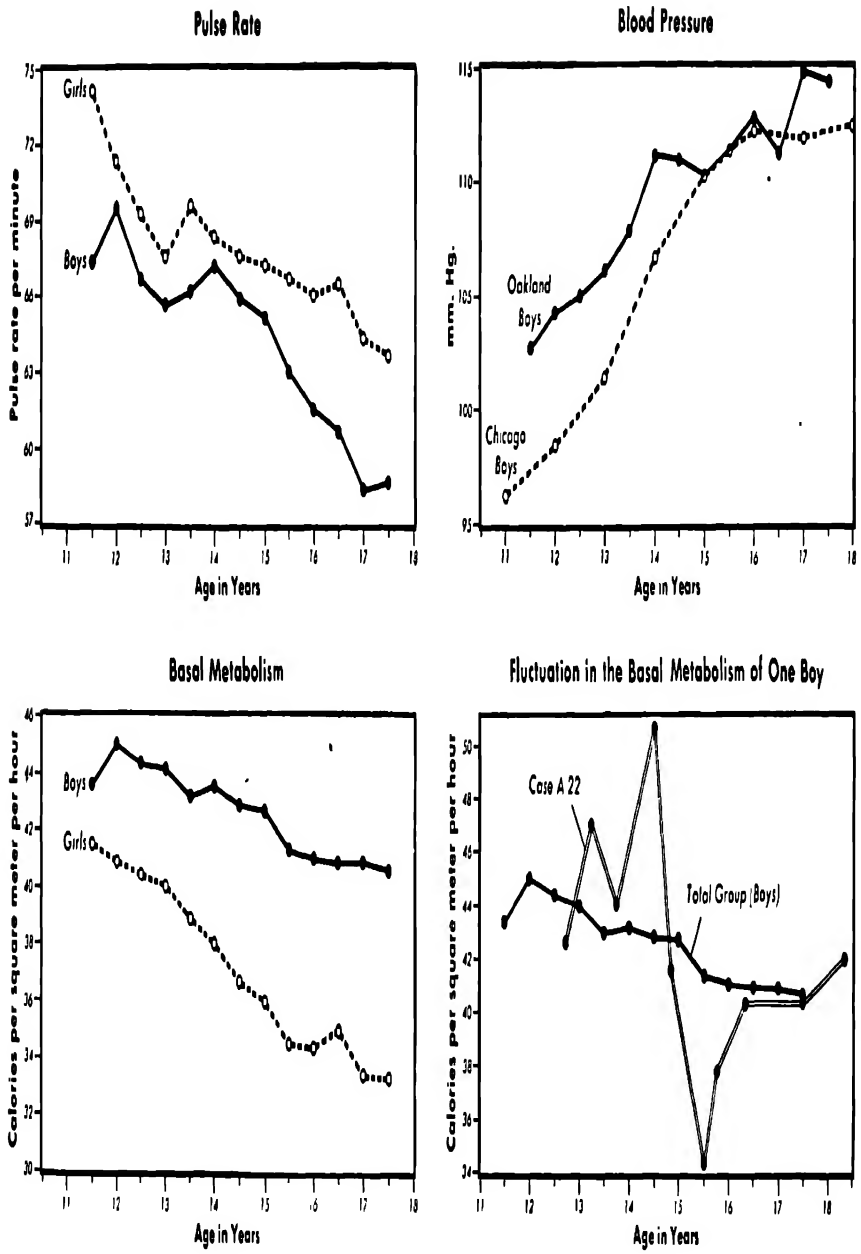 Pulse Rate
75
72
69
66
63
60
57
Pulse rate per minute
Girls
Boys
11 12 13 14 15 16 17 18
Age in Years
Blood Pressure
115
110
105
100
95
mm. Hg.
Oakland
Boys
Chicago
Boys
11 12 13 14 15 16 17 18
Age in Years
Basal Metabolism
46
44
42
40
38
36
34
32
30
Calories per square meter per hour
Boys
Girls
11 12 13 14 15 16 17 18
Age in Years
Fluctuation in the Basal Metabolism of One Boy
50
48
46
44
42
40
38
36
34
Calories per square meter per hour
Case A 22
Total Group (Boys)
11 12 13 14 15 16 17 18
Age in Years